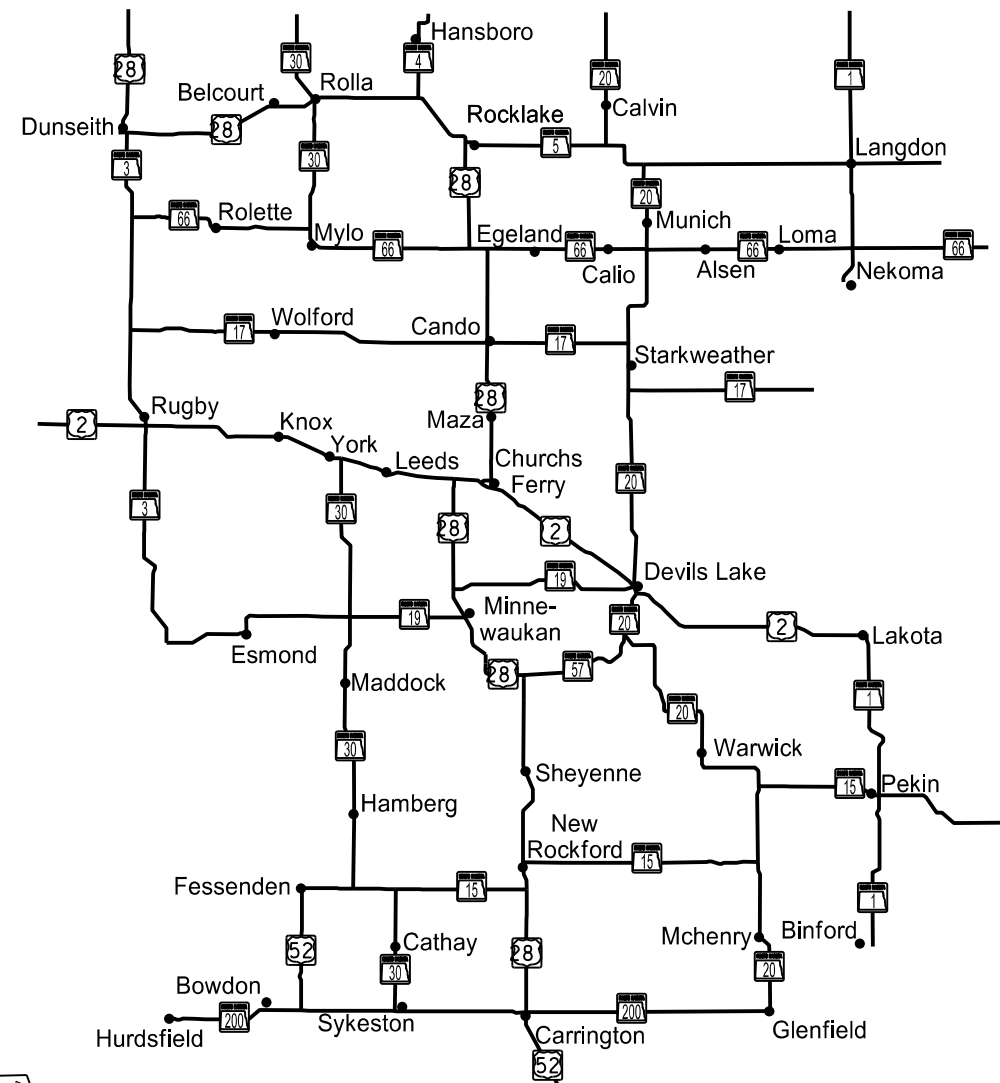 Hansboro
28
30
4
20
1
Belcourt
Rolla
Calvin
Rocklake
Dunseith
28
5
Langdon
3
30
28
20
66
Rolette
Munich
Mylo
66
Egeland
66
Calio
Alsen
66
Loma
66
Nekoma
17
Wolford
Cando
17
Starkweather
28
17
Rugby
Maza
2
Knox
York
Leeds
Churchs
Ferry
3
30
28
2
20
19
Devils Lake
19
Minne-
waukan
20
2
Lakota
Esmond
28
57
Maddock
20
1
30
Warwick
Sheyenne
15
Pekin
Hamberg
New
Rockford
15
Fessenden
15
1
52
Cathay
28
Mchenry
Binford
30
20
Bowdon
200
Sykeston
200
Hurdsfield
Carrington
Glenfield
52